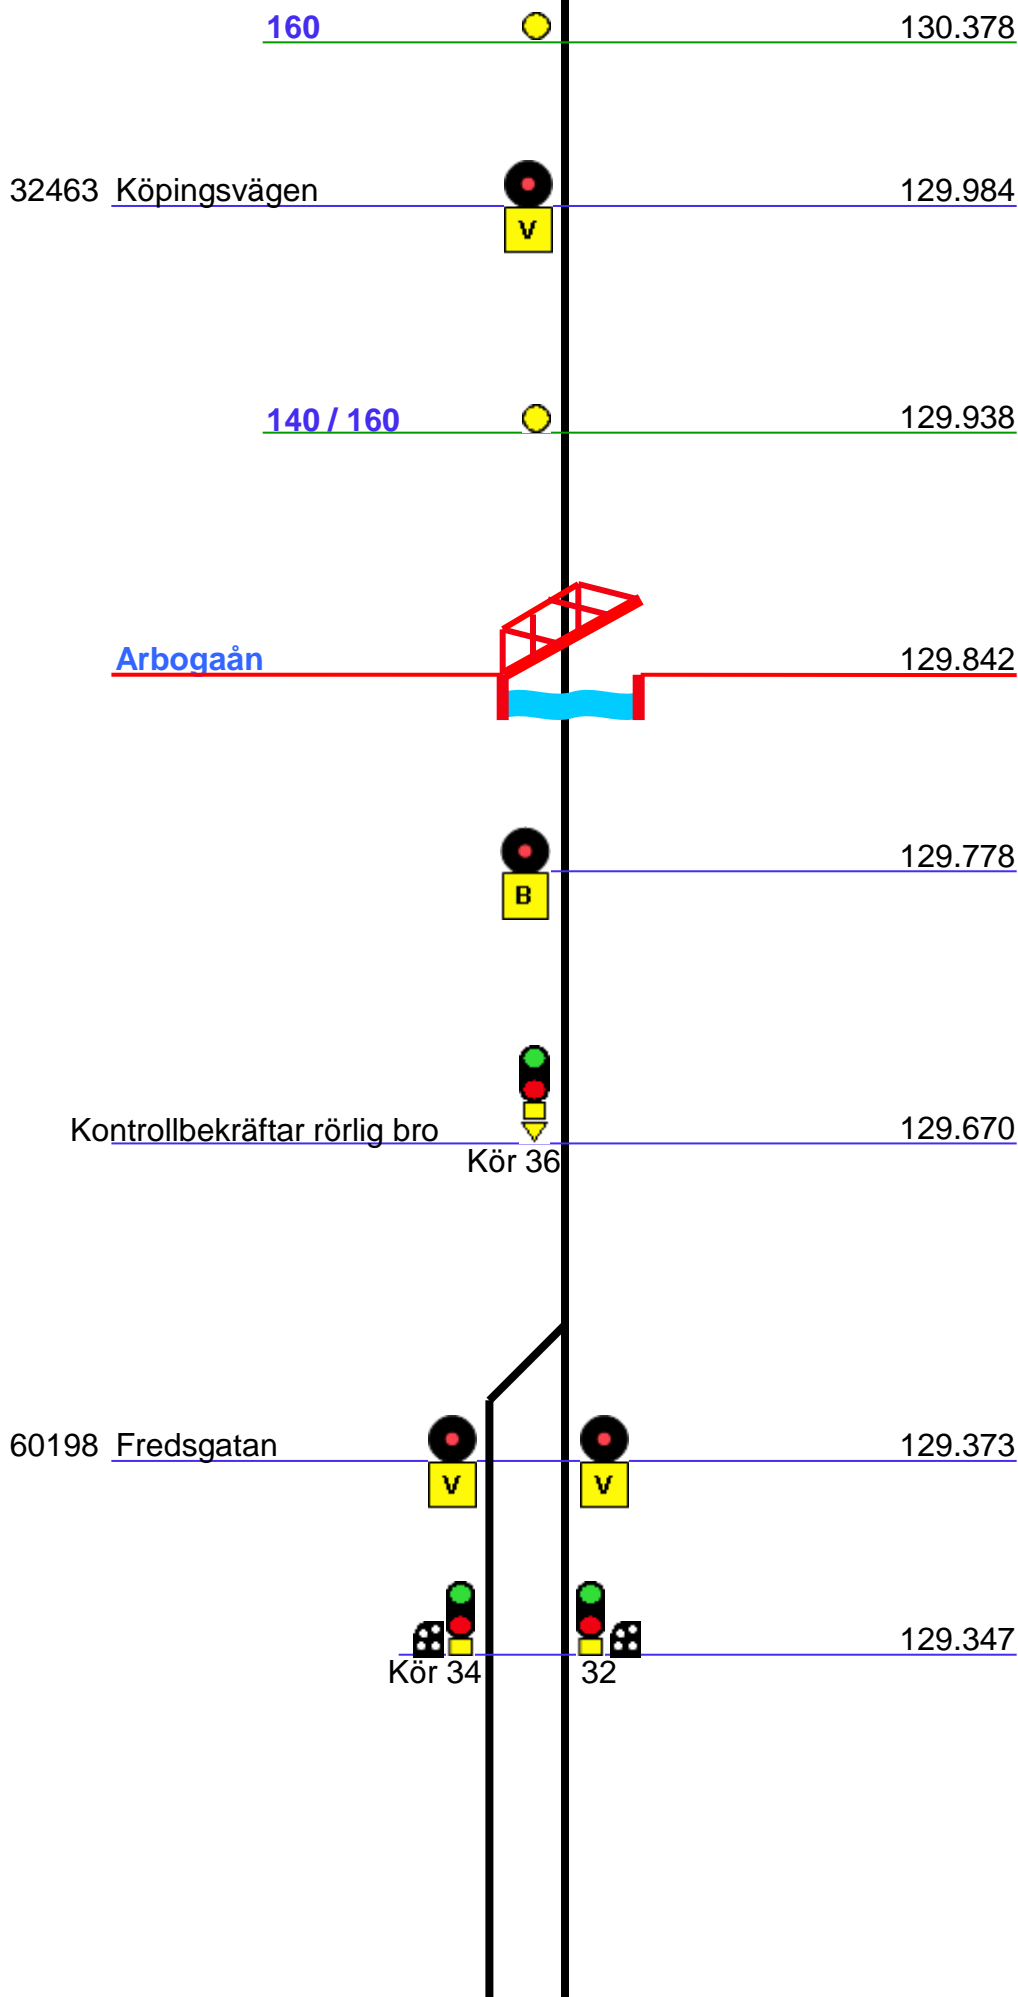 160 130.378
32463 Köpingsvägen 129.984
V
140 / 160 129.938
Arbogaån 129.842
129.778
B
Kontrollbekräftar rörlig bro 129.670
Kör 36
60198 Fredsgatan 129.373
V V
129.347
Kör 34 32